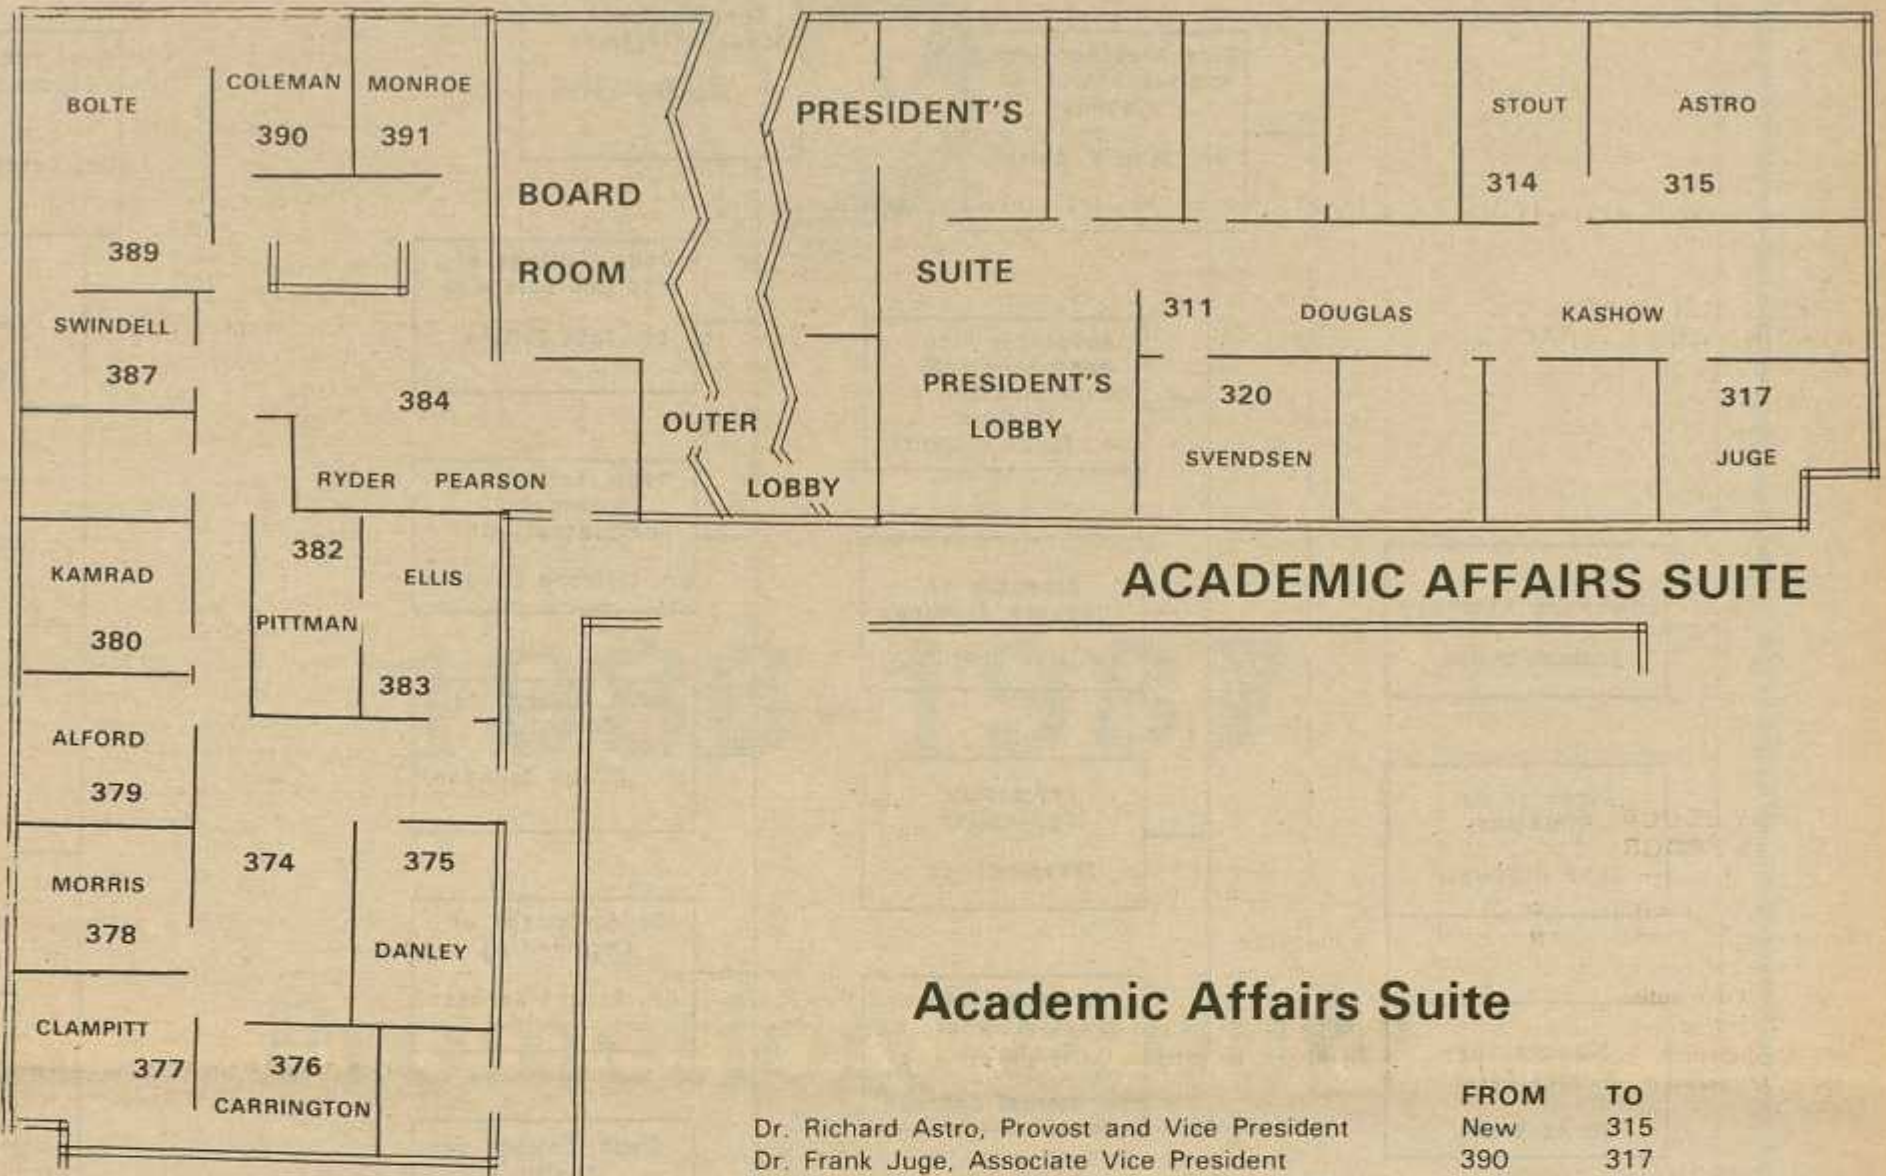 BOLTE
389
COLEMAN
390
MONROE
391
BOARD
ROOM
SWINDELL
387
384
RYDER PEARSON
OUTER
LOBBY
PRESIDENT'S
SUITE
PRESIDENT'S
LOBBY
STOUT
314
ASTRO
315
311
DOUGLAS
KASHOW
320
SVENDSEN
317
JUGE
KAMRAD
380
382
PITTMAN
ELLIS
383
ALFORD
379
MORRIS
378
374
375
DANLEY
CLAMPITT
377
376
CARRINGTON
ACADEMIC AFFAIRS SUITE
Academic Affairs Suite
FROM TO
Dr. Richard Astro, Provost and Vice President New 315
Dr. Frank Juge, Associate Vice President 390 317